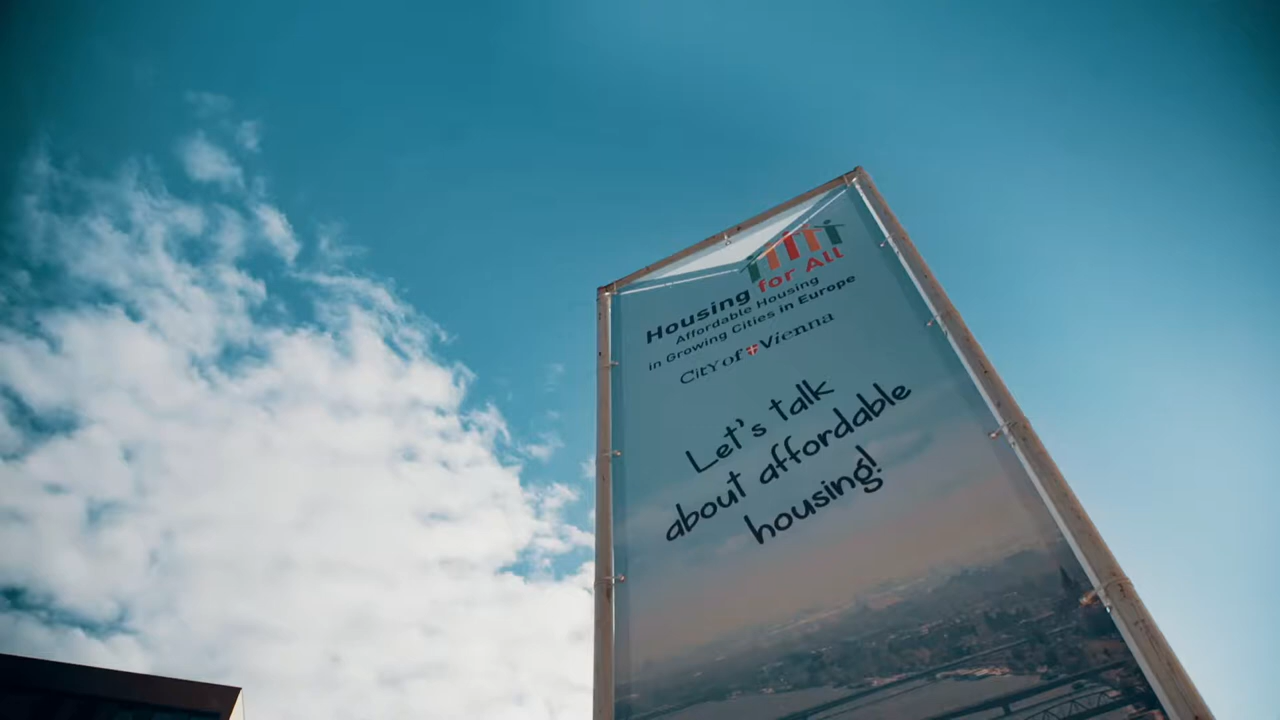 Housing for All
Affordable Housing
in Growing Cities in Europe
City of Vienna
Let's talk
about affordable
housing!